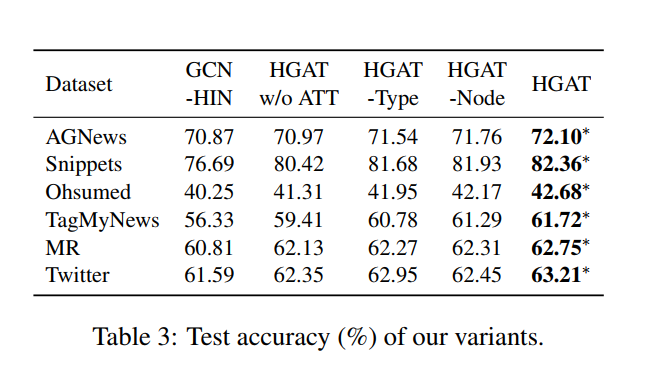 Dataset GCN -HIN HGAT w/o ATT HGAT -Type HGAT -Node HGAT
AGNews 70.87 70.97 71.54 71.76 72.10*
Snippets 76.69 80.42 81.68 81.93 82.36*
Ohsumed 40.25 41.31 41.95 42.17 42.68*
TagMyNews 56.33 59.41 60.78 61.29 61.72*
MR 60.81 62.13 62.27 62.31 62.75*
Twitter 61.59 62.35 62.95 62.45 63.21*
Table 3: Test accuracy (%) of our variants.